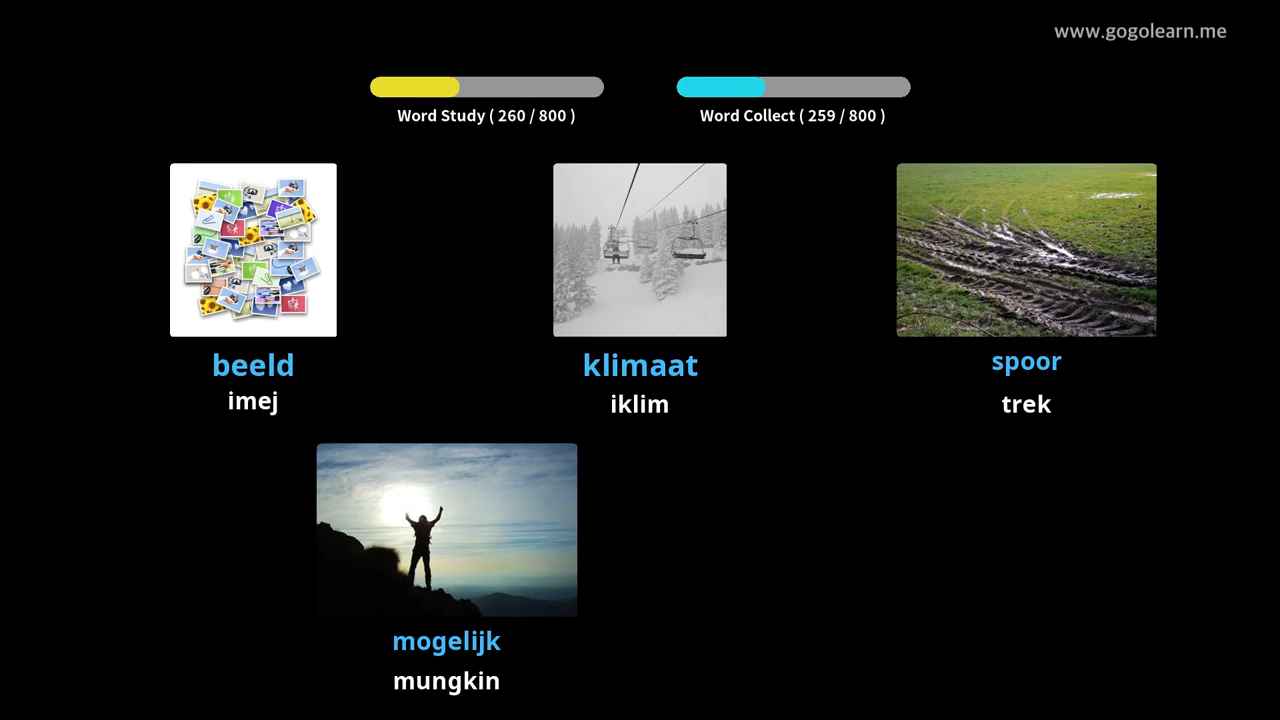 www.gogolearn.me
Word Study ( 260 / 800 )
Word Collect ( 259 / 800 )
beeld
imej
klimaat
iklim
spoor
trek
mogelijk
mungkin